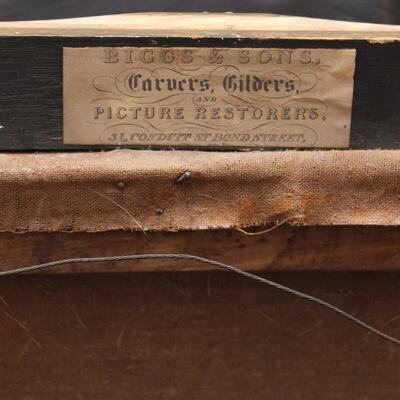 BIGGS & SONS,
Carvers, Gilders,
AND
PICTURE RESTORERS,
31, CONDUIT ST BOND STREET,